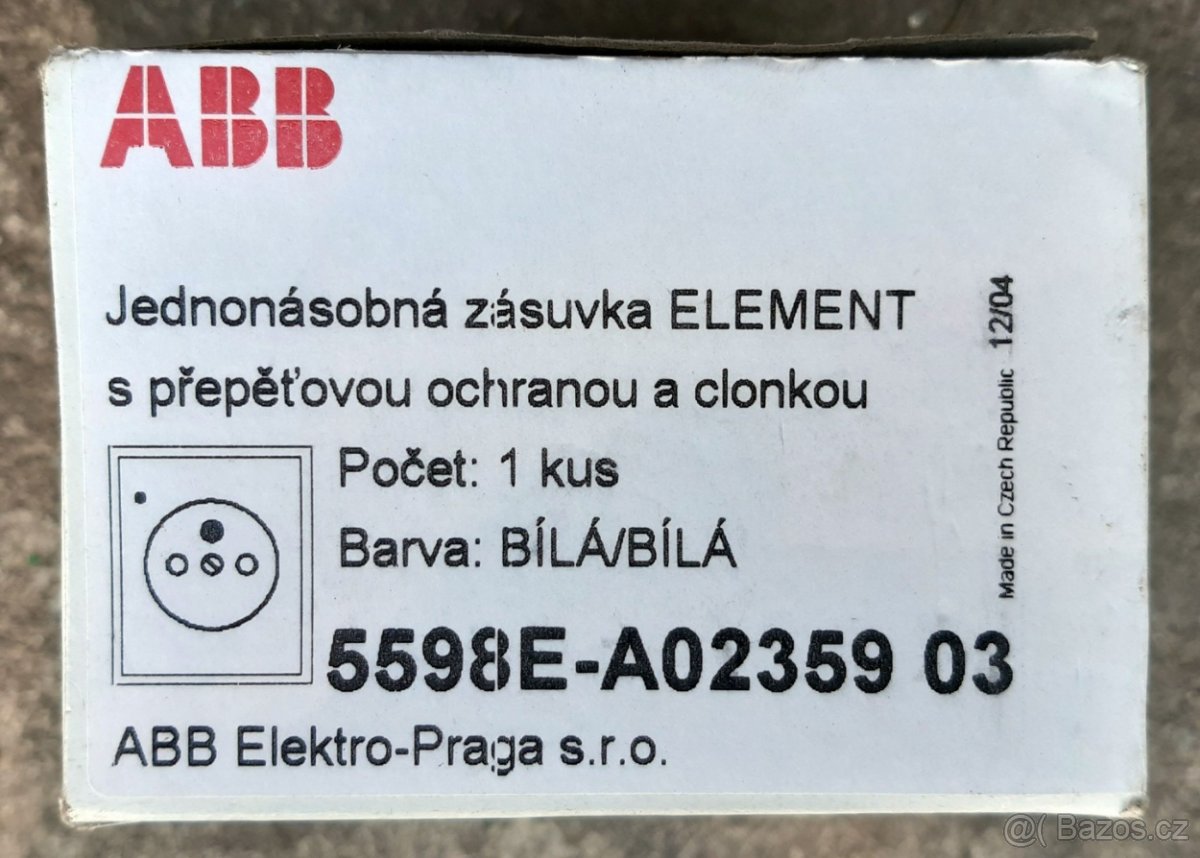 ABB
Jednonásobná zásuvka ELEMENT
s přepěťovou ochranou a clonkou
Počet: 1 kus
Barva: BÍLÁ/BÍLÁ
5598E-A02359 03
ABB Elektro-Praga s.r.o.
Made in Czech Republic 12/04
@( Bazos.cz